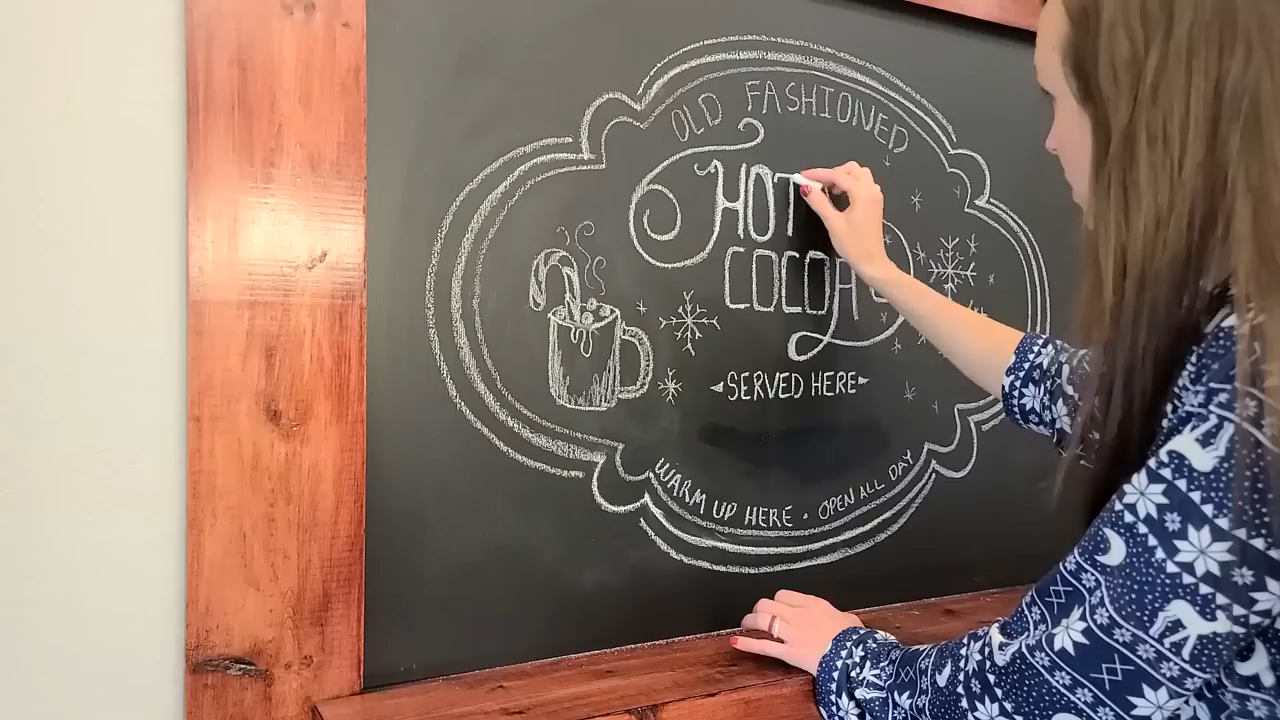 OLD FASHIONED
HOT
COCOA
SERVED HERE
WARM UP HERE • OPEN ALL DAY